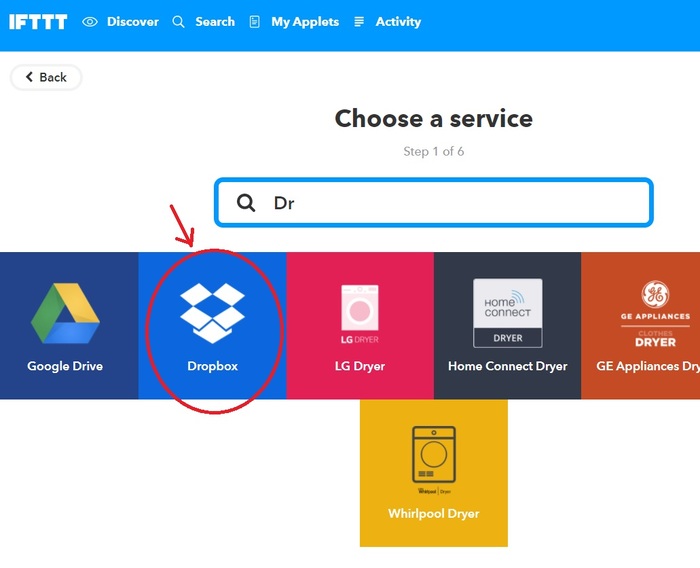 IFTTT Discover Search My Applets Activity
Back
Choose a service
Step 1 of 6
Dr
HOME
CONNECT
DRYER
LG DRYER
GE APPLIANCES
CLOTHES
DRYER
Google Drive Dropbox LG Dryer Home Connect Dryer GE Appliances Dry
Whirlpool Dryer
Whirlpool Dryer